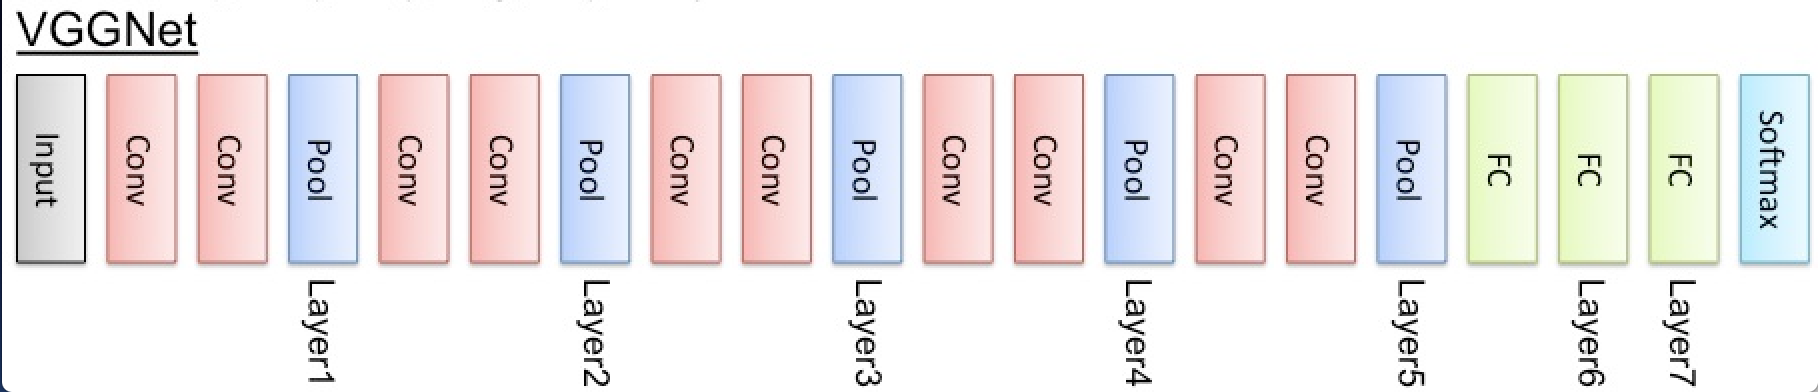 VGGNet
Input
Conv
Conv
Pool
Conv
Conv
Pool
Conv
Conv
Pool
Conv
Conv
Pool
Conv
Conv
Pool
FC
FC
FC
Softmax
Layer1
Layer2
Layer3
Layer4
Layer5
Layer6
Layer7